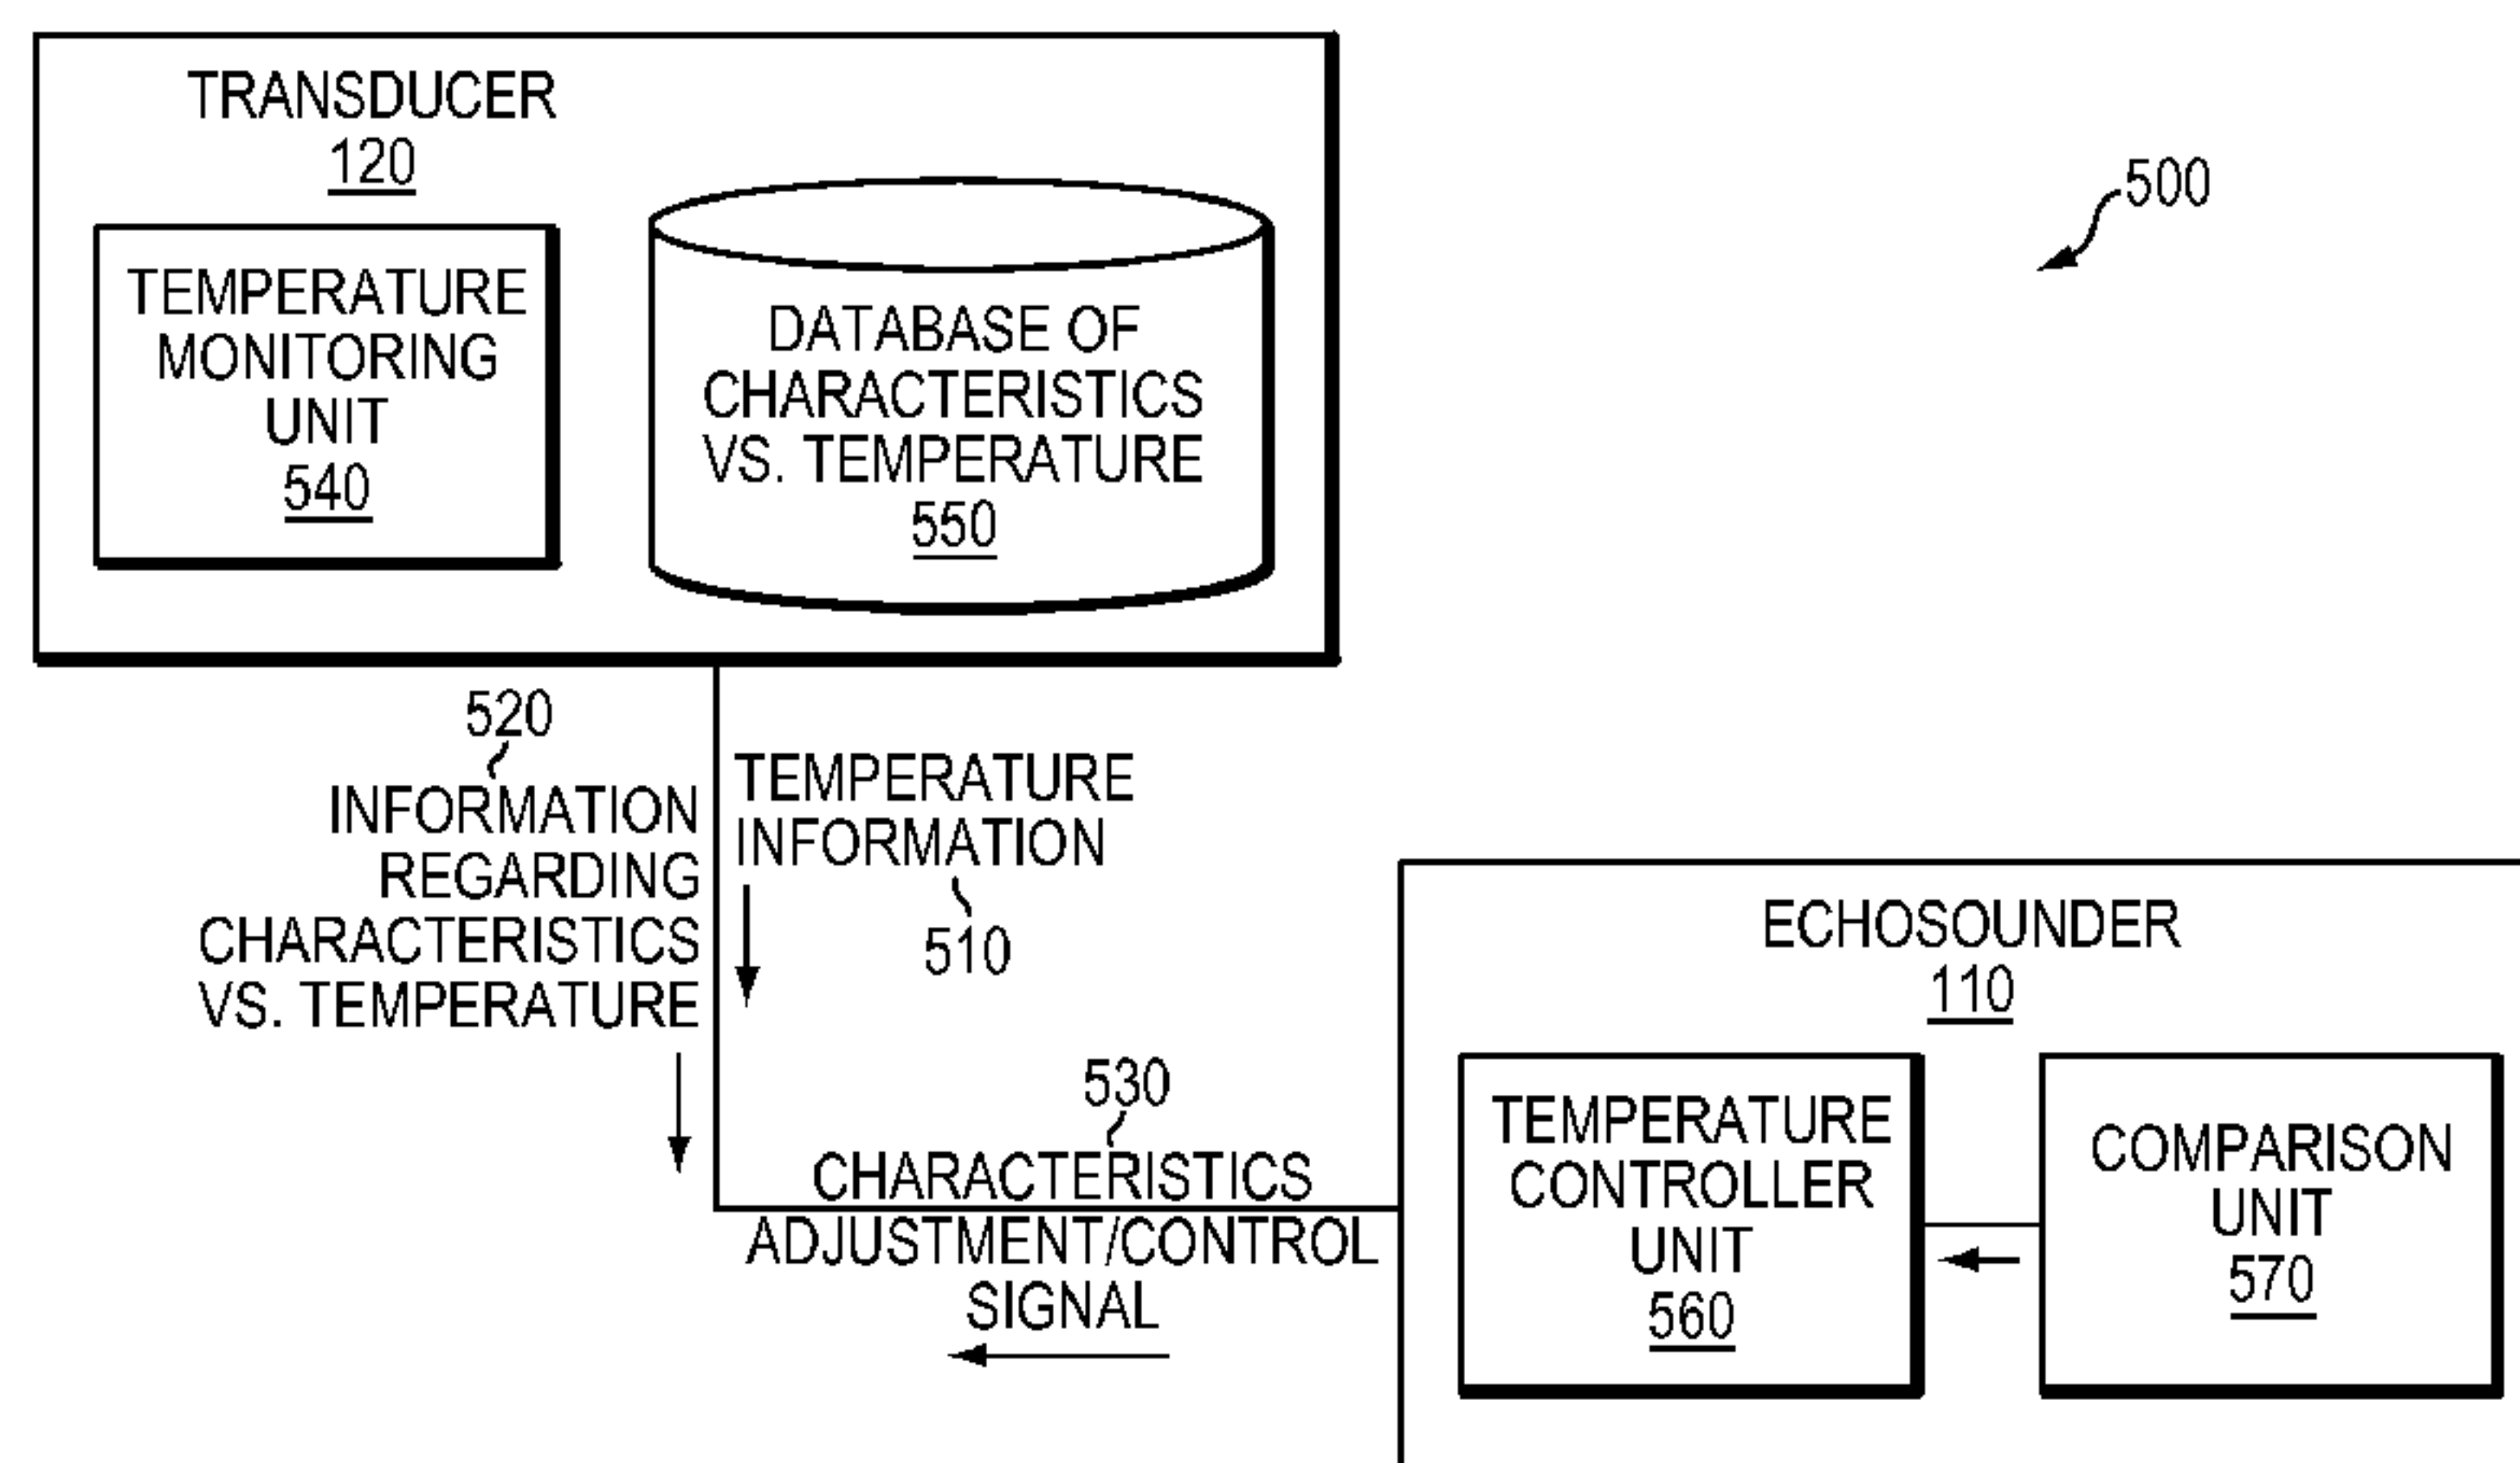 TRANSDUCER
120
TEMPERATURE
MONITORING
UNIT
540
DATABASE OF
CHARACTERISTICS
VS. TEMPERATURE
550
500
520
INFORMATION
REGARDING
CHARACTERISTICS
VS. TEMPERATURE
TEMPERATURE
INFORMATION
510
530
CHARACTERISTICS
ADJUSTMENT/CONTROL
SIGNAL
ECHOSOUNDER
110
TEMPERATURE
CONTROLLER
UNIT
560
COMPARISON
UNIT
570